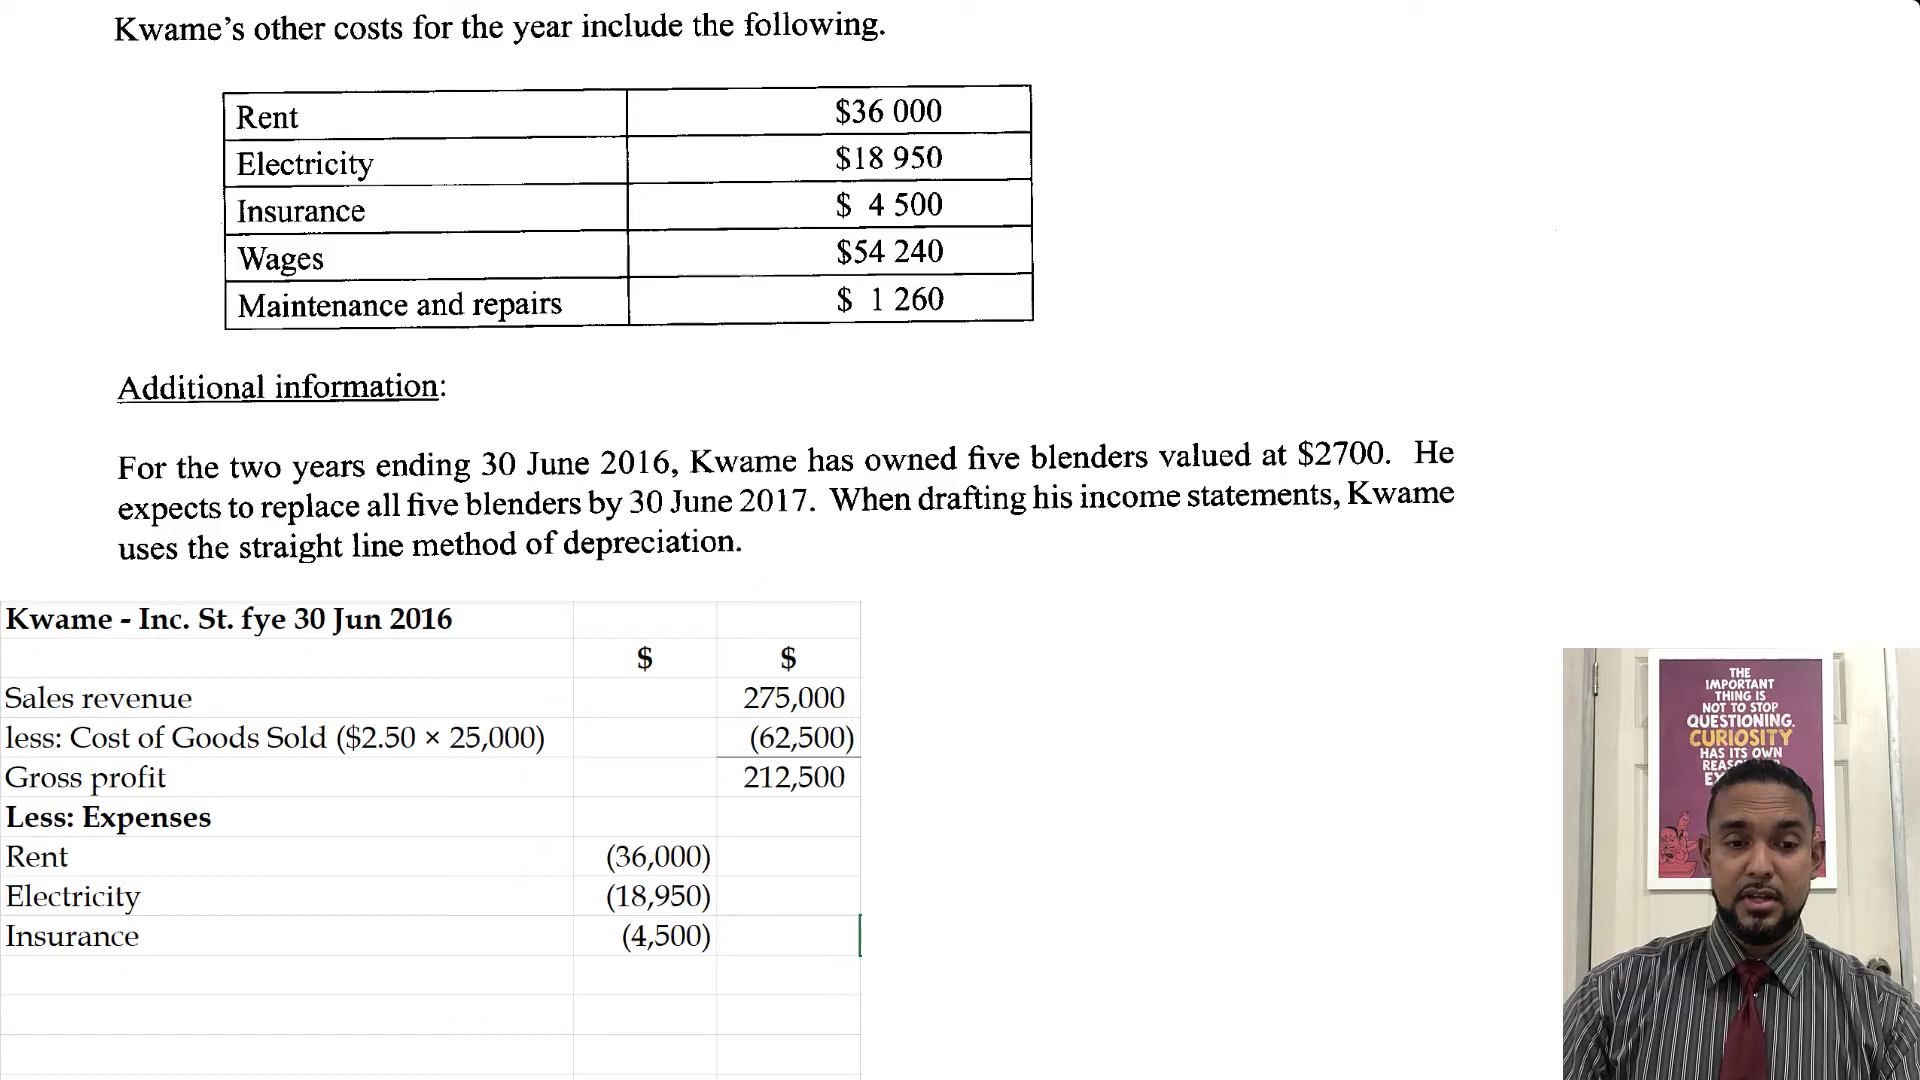 Kwame's other costs for the year include the following.
Rent $36 000
Electricity $18 950
Insurance $ 4 500
Wages $54 240
Maintenance and repairs $ 1 260
Additional information:
For the two years ending 30 June 2016, Kwame has owned five blenders valued at $2700. He
expects to replace all five blenders by 30 June 2017. When drafting his income statements, Kwame
uses the straight line method of depreciation.
Kwame - Inc. St. fye 30 Jun 2016
$ $
Sales revenue 275,000
less: Cost of Goods Sold ($2.50 × 25,000) (62,500)
Gross profit 212,500
Less: Expenses
Rent (36,000)
Electricity (18,950)
Insurance (4,500)
THE
IMPORTANT
THING IS
NOT TO STOP
QUESTIONING.
CURIOSITY
HAS ITS OWN